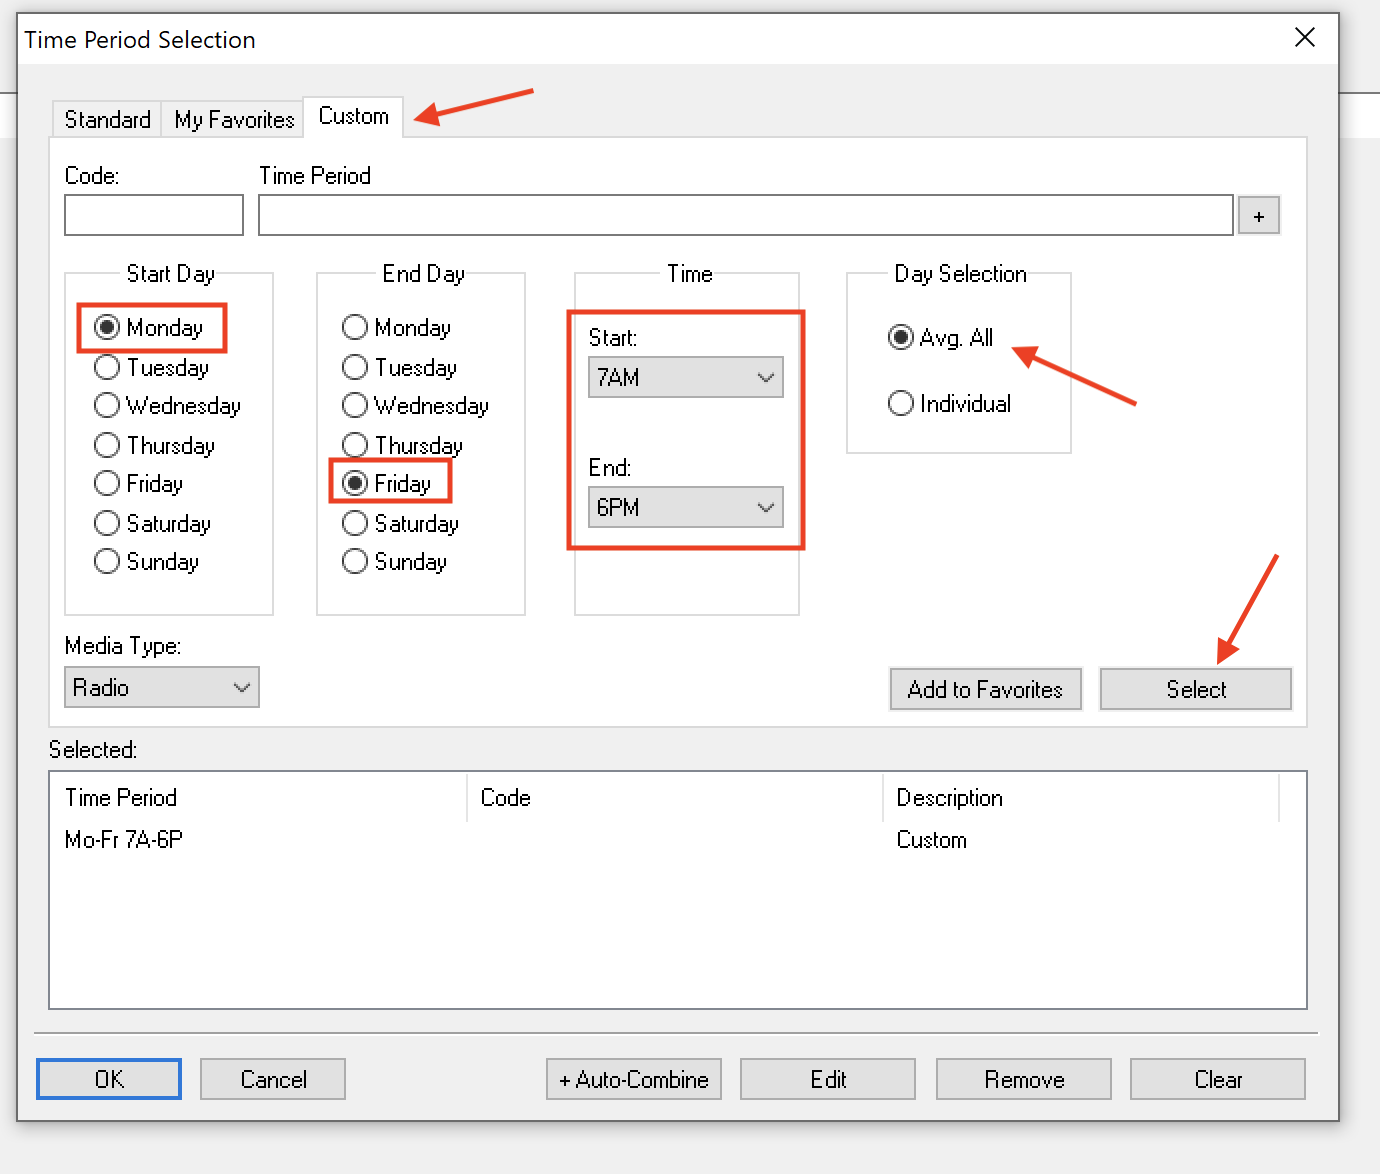 Time Period Selection
Standard My Favorites Custom
Code: Time Period
+
Start Day End Day Time Day Selection
Monday Monday Start: Avg. All
Tuesday Tuesday 7AM
Wednesday Wednesday Individual
Thursday Thursday End:
Friday Friday 6PM
Saturday Saturday
Sunday Sunday
Media Type:
Radio Add to Favorites Select
Selected:
Time Period Code Description
Mo-Fr 7A-6P Custom
OK Cancel + Auto-Combine Edit Remove Clear